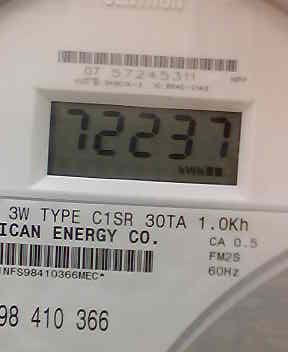 07 57245311
72237
kWh
3W TYPE C1SR 30TA 1.0Kh
ICAN ENERGY CO.
CA 0.5
FM2S
60Hz
INFS98410366MEC*
98 410 366